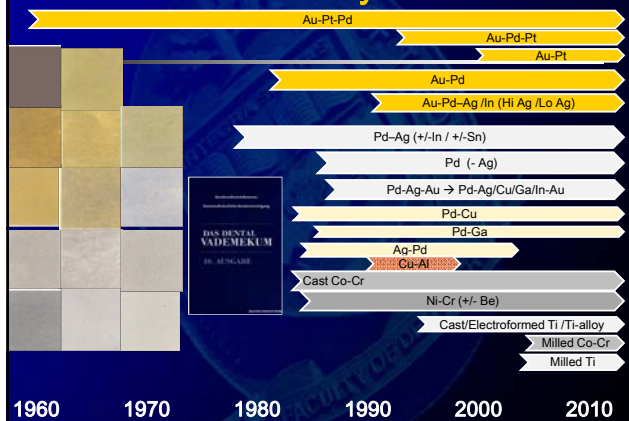 Au-Pt-Pd
Au-Pd-Pt
Au-Pt
Au-Pd
Au-Pd–Ag /In (Hi Ag /Lo Ag)
Pd–Ag (+/-In / +/-Sn)
Pd  (- Ag)
Pd-Ag-Au → Pd-Ag/Cu/Ga/In-Au
Pd-Cu
Pd-Ga
Ag-Pd
Cu-Al
Cast Co-Cr
Ni-Cr (+/- Be)
Cast/Electroformed Ti /Ti-alloy
Milled Co-Cr
Milled Ti
DAS DENTAL
VADEMEKUM
10. AUSGABE
1960 1970 1980 1990 2000 2010